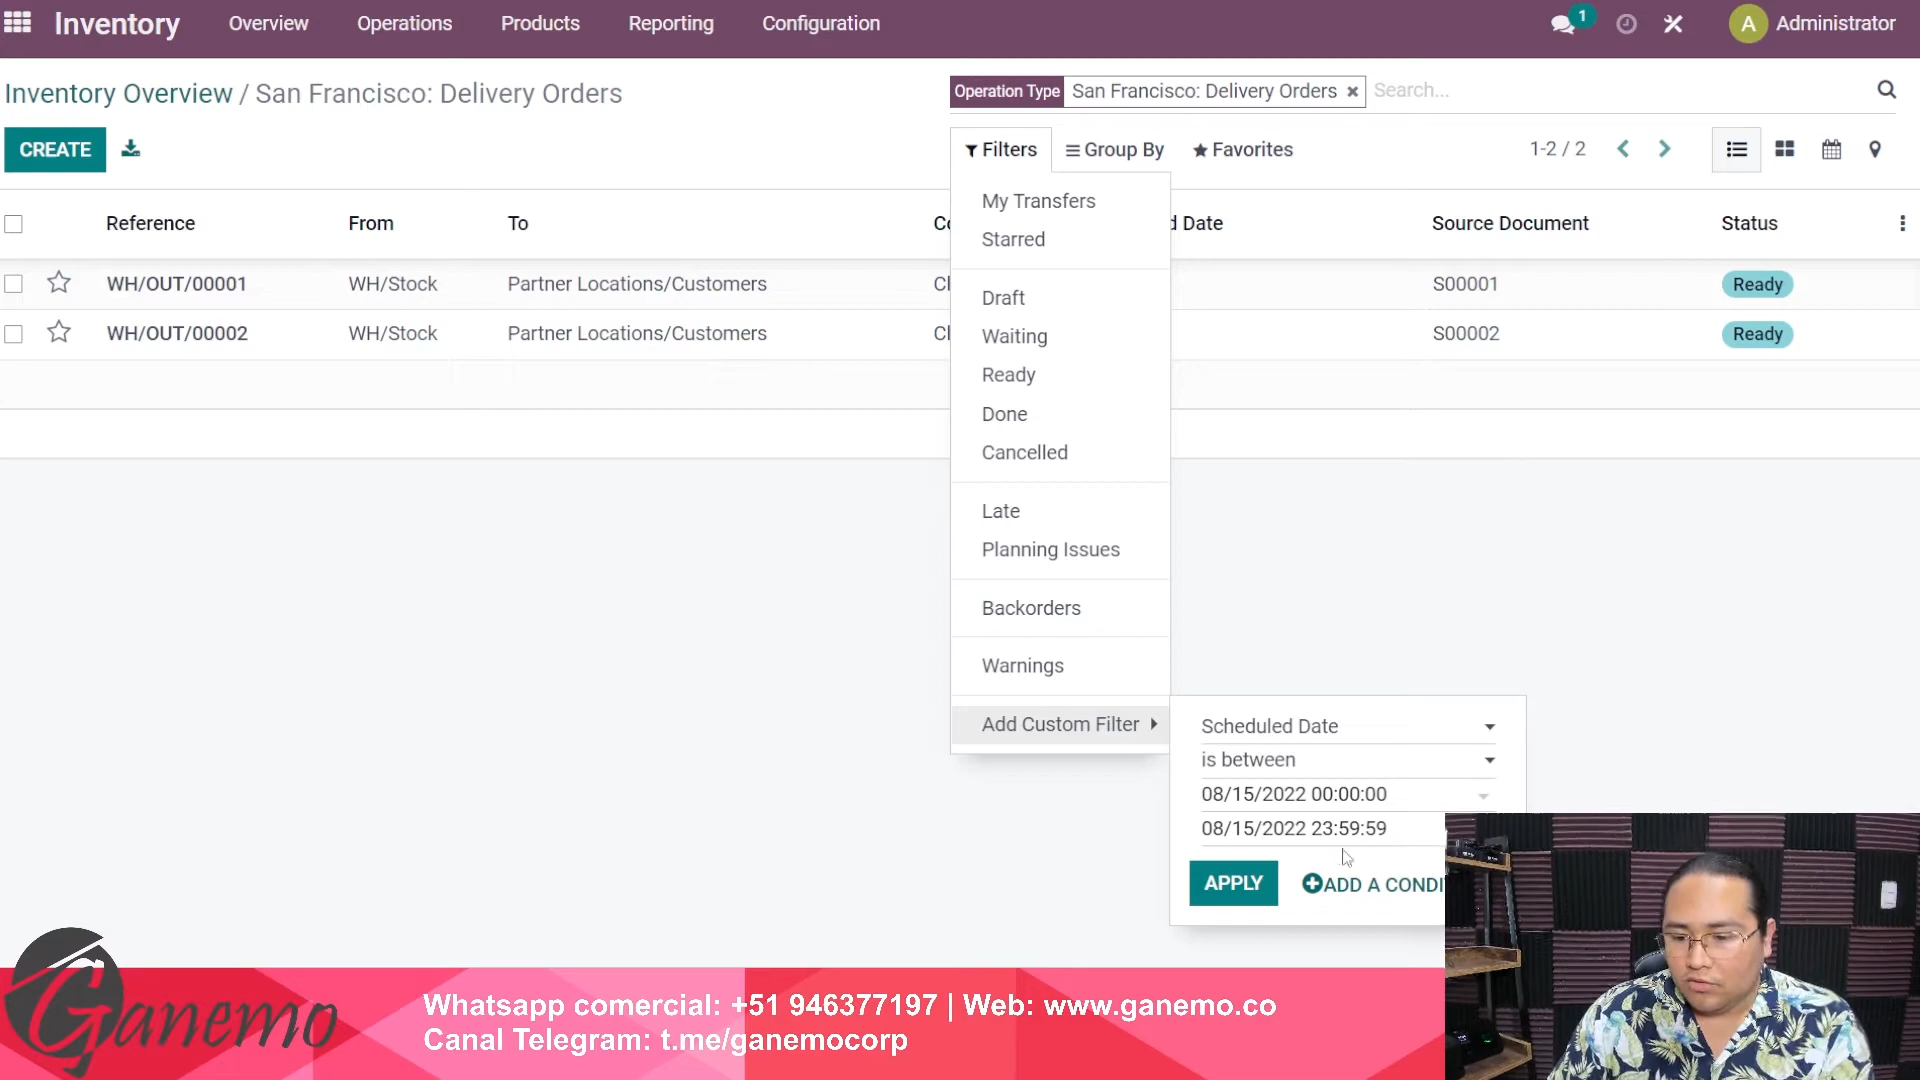 Inventory Overview Operations Products Reporting Configuration 1 A Administrator
Inventory Overview / San Francisco: Delivery Orders
Operation Type San Francisco: Delivery Orders × Search...
CREATE
Filters Group By Favorites 1-2 / 2
Reference From To Date Source Document Status
WH/OUT/00001 WH/Stock Partner Locations/Customers S00001 Ready
WH/OUT/00002 WH/Stock Partner Locations/Customers S00002 Ready
My Transfers
Starred
Draft
Waiting
Ready
Done
Cancelled
Late
Planning Issues
Backorders
Warnings
Add Custom Filter
Scheduled Date
is between
08/15/2022 00:00:00
08/15/2022 23:59:59
APPLY ADD A CONDI
Ganemo
Whatsapp comercial: +51 946377197 | Web: www.ganemo.co
Canal Telegram: t.me/ganemocorp